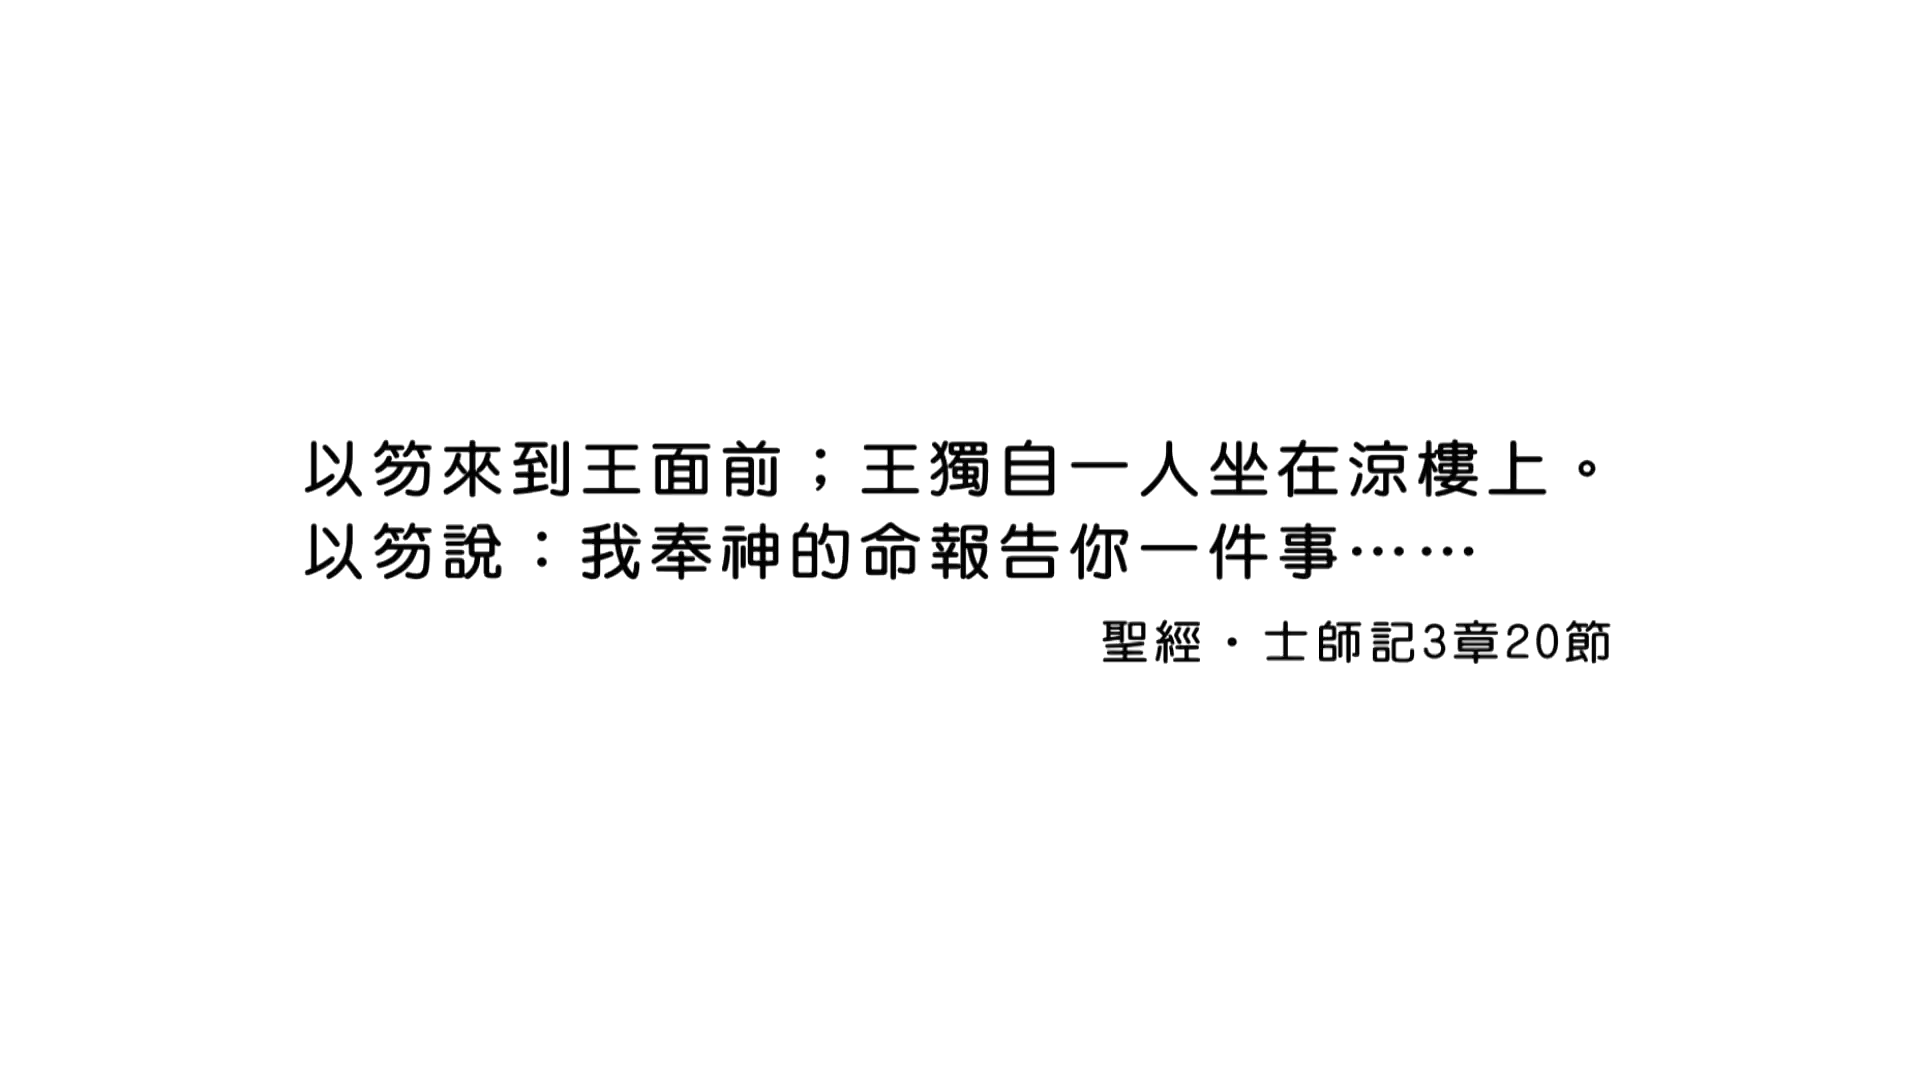 以笏來到王面前；王獨自一人坐在涼樓上。
以笏說：我奉神的命報告你一件事⋯⋯
聖經・士師記3章20節